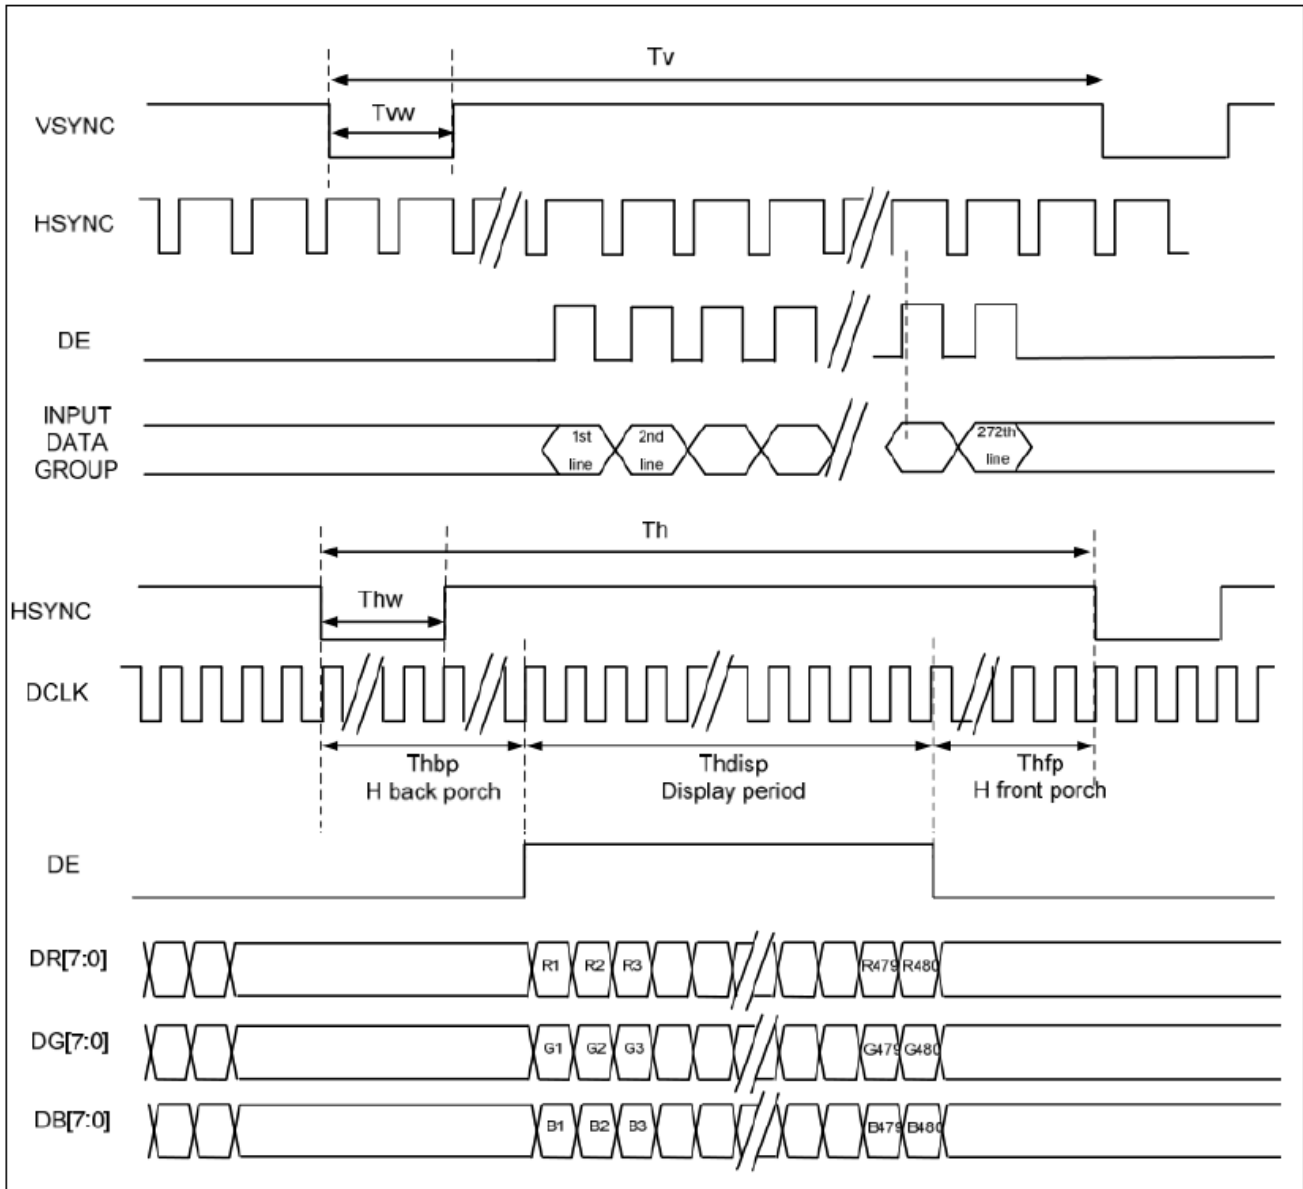 Tv
Tvw
VSYNC
HSYNC
DE
INPUT
DATA
GROUP
1st
line
2nd
line
272th
line
Th
Thw
HSYNC
DCLK
Thbp
H back porch
Thdisp
Display period
Thfp
H front porch
DE
DR[7:0]
R1 R2 R3 R479 R480
DG[7:0]
G1 G2 G3 G479 G480
DB[7:0]
B1 B2 B3 B479 B480